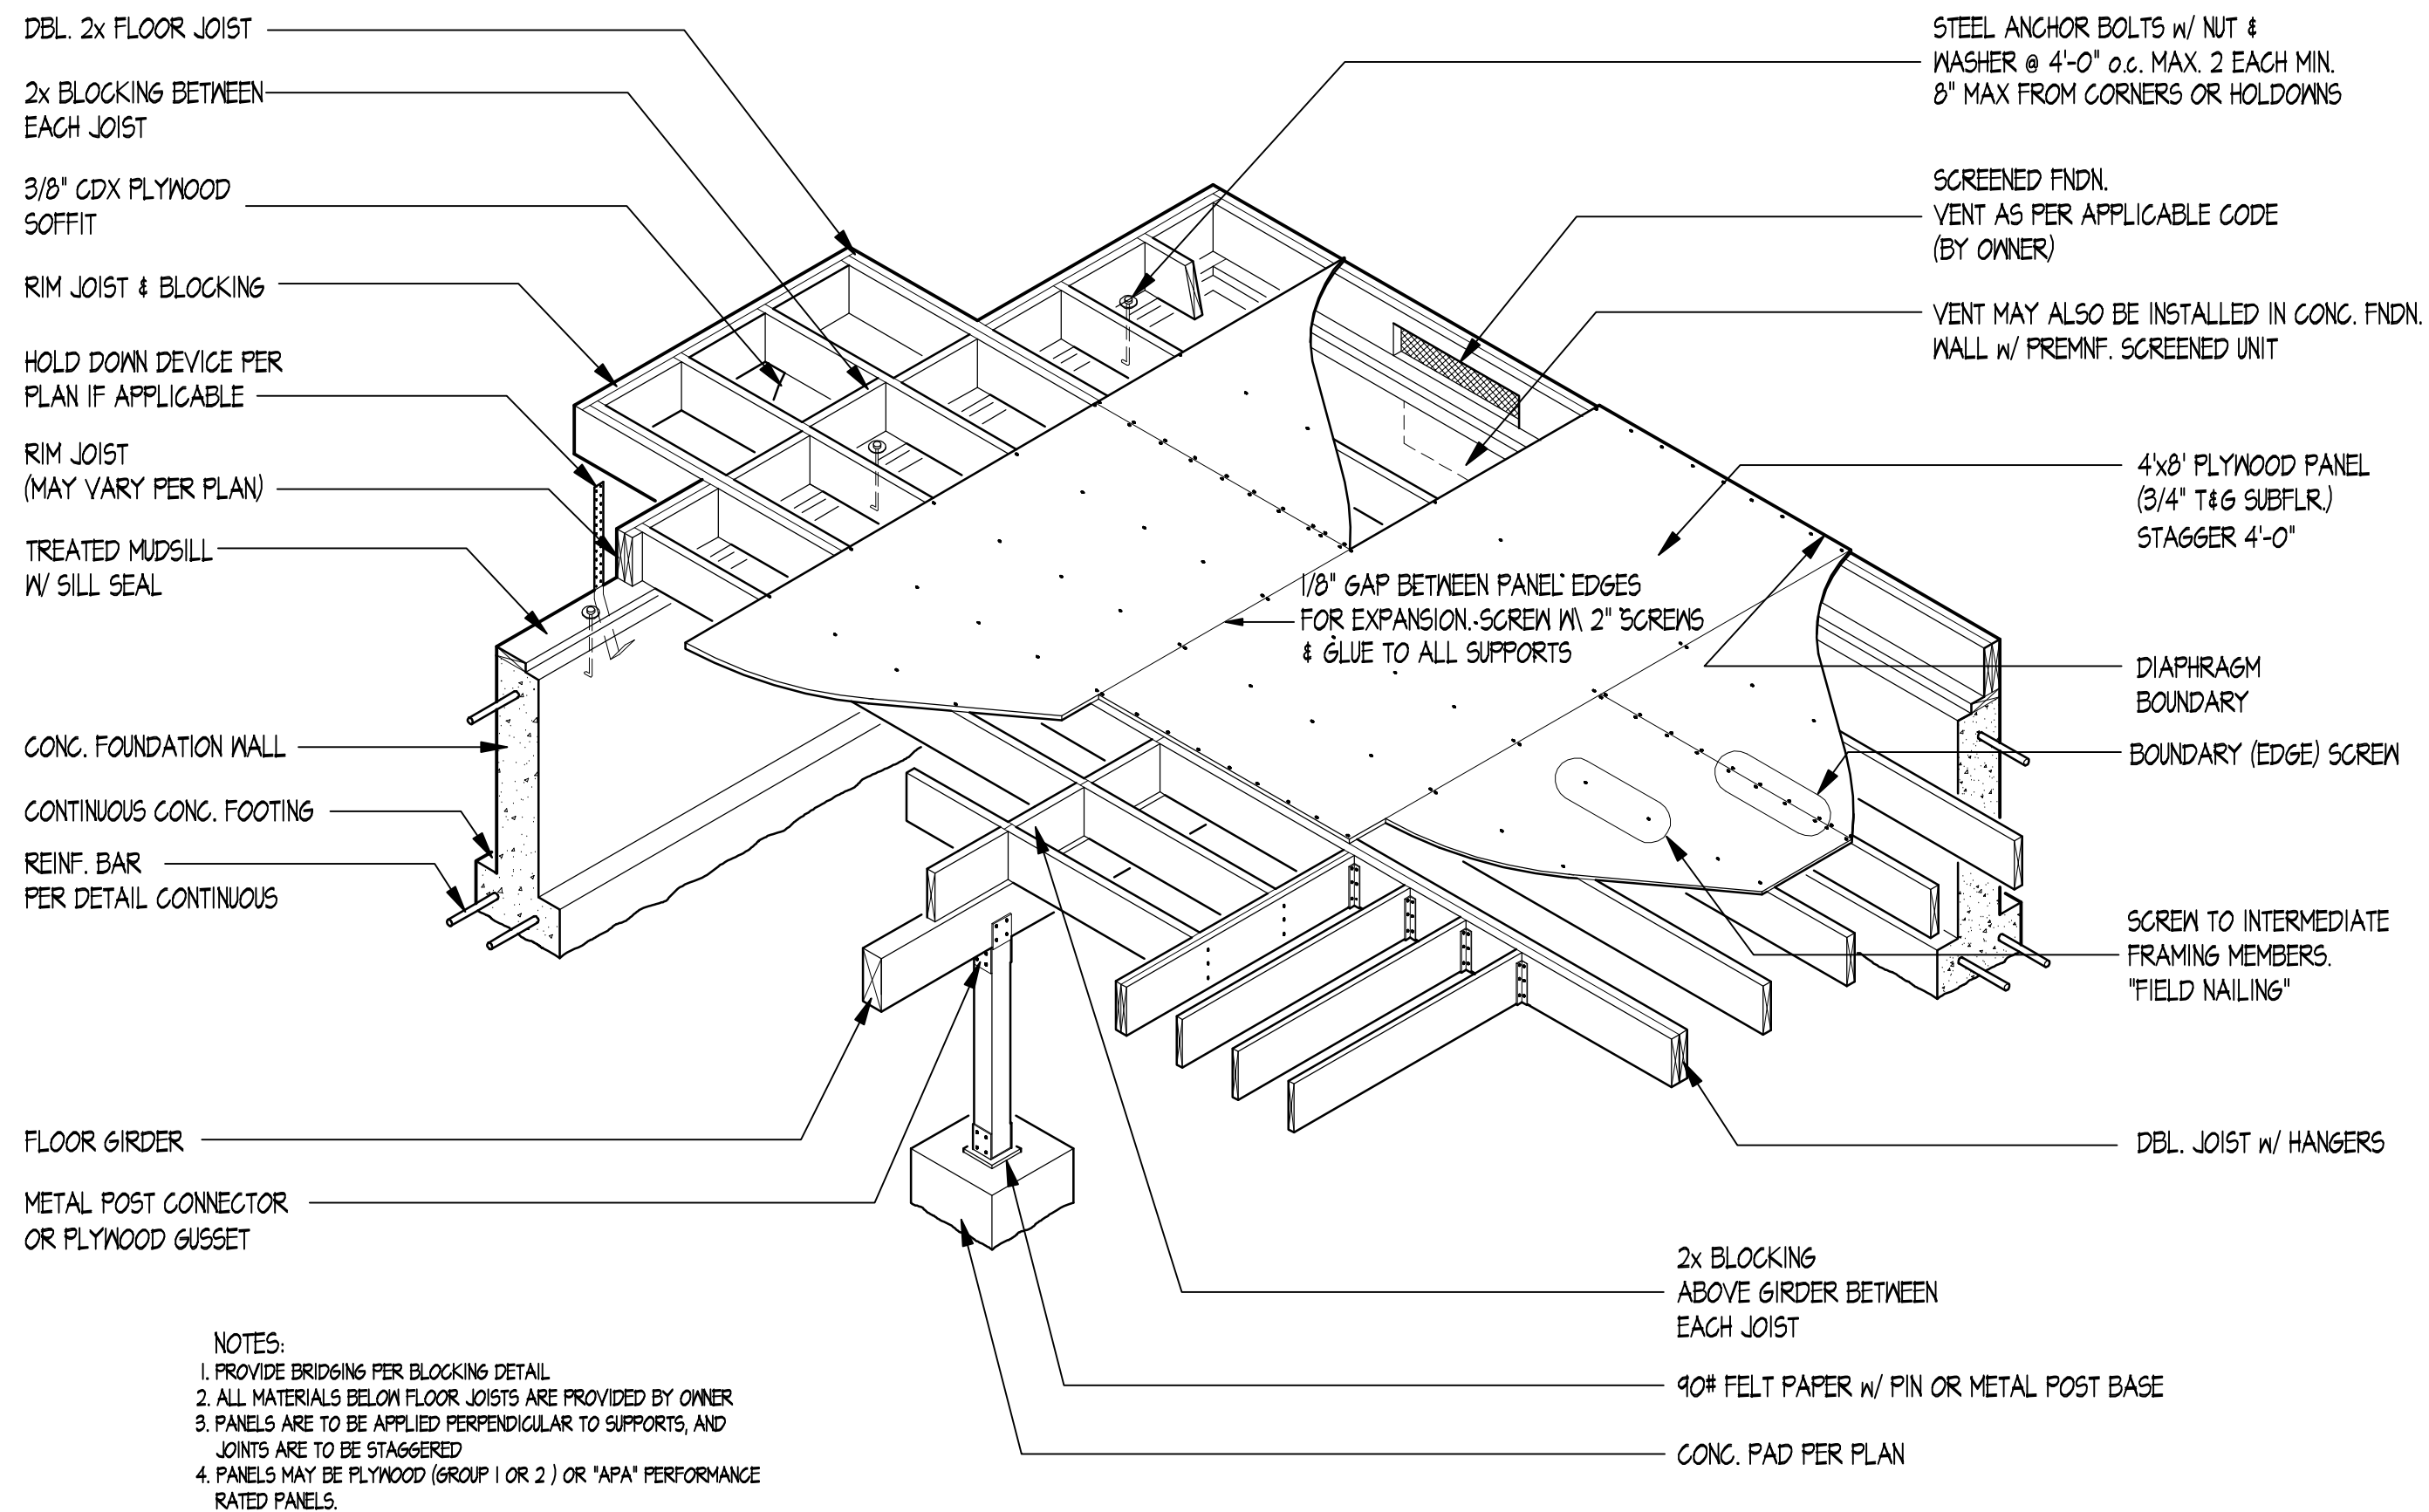 DBL. 2x FLOOR JOIST
2x BLOCKING BETWEEN
EACH JOIST
3/8" CDX PLYWOOD
SOFFIT
RIM JOIST & BLOCKING
HOLD DOWN DEVICE PER
PLAN IF APPLICABLE
RIM JOIST
(MAY VARY PER PLAN)
TREATED MUDSILL
W/ SILL SEAL
CONC. FOUNDATION WALL
CONTINUOUS CONC. FOOTING
REINF. BAR
PER DETAIL CONTINUOUS
FLOOR GIRDER
METAL POST CONNECTOR
OR PLYWOOD GUSSET
NOTES:
1. PROVIDE BRIDGING PER BLOCKING DETAIL
2. ALL MATERIALS BELOW FLOOR JOISTS ARE PROVIDED BY OWNER
3. PANELS ARE TO BE APPLIED PERPENDICULAR TO SUPPORTS, AND
JOINTS ARE TO BE STAGGERED
4. PANELS MAY BE PLYWOOD (GROUP 1 OR 2 ) OR "APA" PERFORMANCE
RATED PANELS.
1/8" GAP BETWEEN PANEL EDGES
FOR EXPANSION. SCREW W\ 2" SCREWS
& GLUE TO ALL SUPPORTS
STEEL ANCHOR BOLTS w/ NUT &
WASHER @ 4'-0" o.c. MAX. 2 EACH MIN.
8" MAX FROM CORNERS OR HOLDOWNS
SCREENED FNDN.
VENT AS PER APPLICABLE CODE
(BY OWNER)
VENT MAY ALSO BE INSTALLED IN CONC. FNDN.
WALL w/ PREMNF. SCREENED UNIT
4'x8' PLYWOOD PANEL
(3/4" T&G SUBFLR.)
STAGGER 4'-0"
DIAPHRAGM
BOUNDARY
BOUNDARY (EDGE) SCREW
SCREW TO INTERMEDIATE
FRAMING MEMBERS.
"FIELD NAILING"
DBL. JOIST w/ HANGERS
2x BLOCKING
ABOVE GIRDER BETWEEN
EACH JOIST
90# FELT PAPER w/ PIN OR METAL POST BASE
CONC. PAD PER PLAN